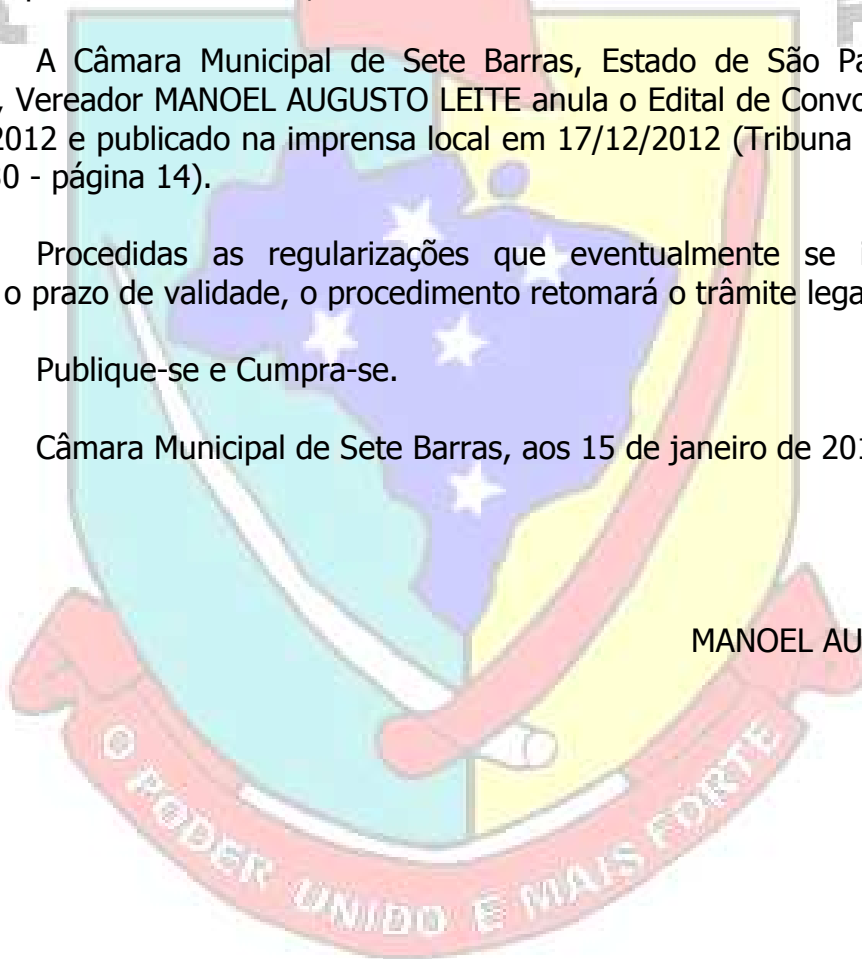 A Câmara Municipal de Sete Barras, Estado de São Pa
, Vereador MANOEL AUGUSTO LEITE anula o Edital de Convo
2012 e publicado na imprensa local em 17/12/2012 (Tribuna
0 - página 14).
Procedidas as regularizações que eventualmente se
o prazo de validade, o procedimento retomará o trâmite lega
Publique-se e Cumpra-se.
Câmara Municipal de Sete Barras, aos 15 de janeiro de 201
MANOEL AU
O PODER UNIDO E MAIS FORTE